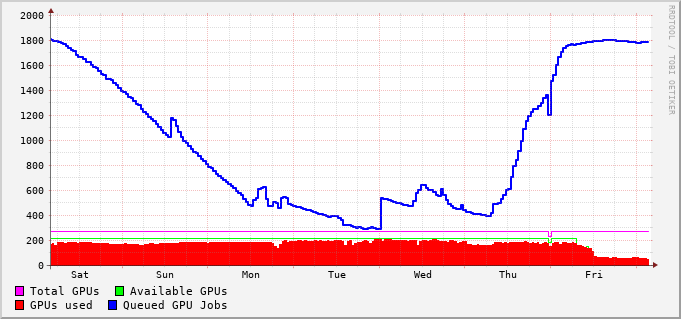 2000
1800
1600
1400
1200
1000
800
600
400
200
0
Sat Sun Mon Tue Wed Thu Fri
Total GPUs Available GPUs
GPUs used Queued GPU Jobs
RRDTOOL / TOBI OETIKER